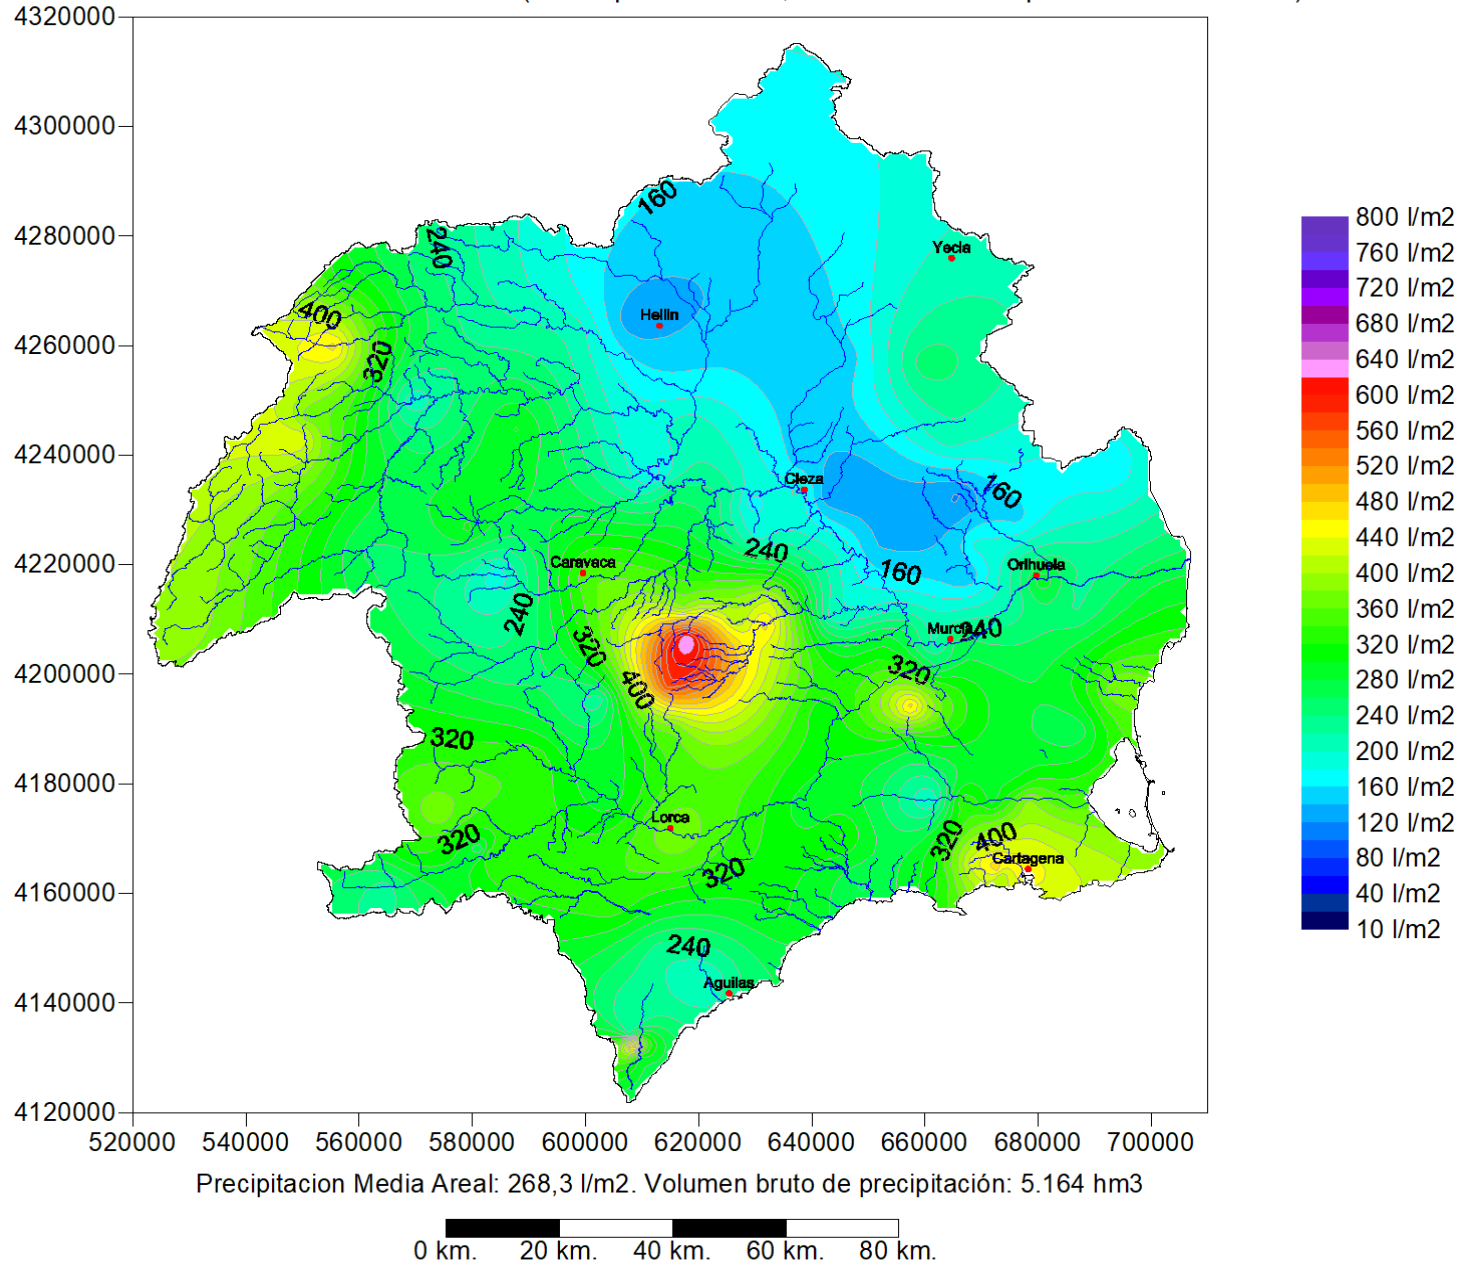 4320000
4300000
4280000
4260000
4240000
4220000
4200000
4180000
4160000
4140000
4120000
520000 540000 560000 580000 600000 620000 640000 660000 680000 700000
160
240
Yecla
400
Hellin
320
Cieza
160
240
Caravaca
160
Orihuela
240
Murcia
240
320
320
400
320
Lorca
320
320
400
320
Cartagena
240
Aguilas
800 l/m2
760 l/m2
720 l/m2
680 l/m2
640 l/m2
600 l/m2
560 l/m2
520 l/m2
480 l/m2
440 l/m2
400 l/m2
360 l/m2
320 l/m2
280 l/m2
240 l/m2
200 l/m2
160 l/m2
120 l/m2
80 l/m2
40 l/m2
10 l/m2
Precipitacion Media Areal: 268,3 l/m2. Volumen bruto de precipitación: 5.164 hm3
0 km. 20 km. 40 km. 60 km. 80 km.